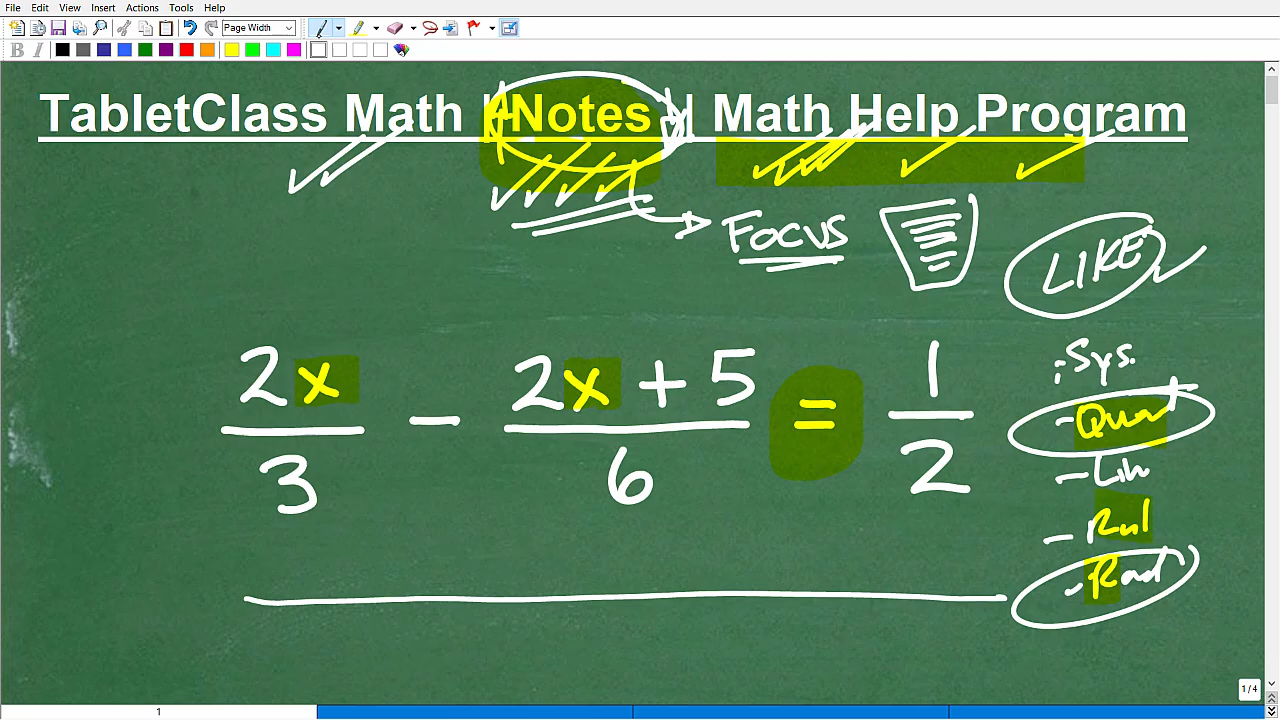 File Edit View Insert Actions Tools Help
Page Width
B I
TabletClass Math | Notes | Math Help Program
Focus
LIKE
2x/3 - 2x + 5/6 = 1/2
: Sys.
- Quad
- Lin
- Rad
1/4
1